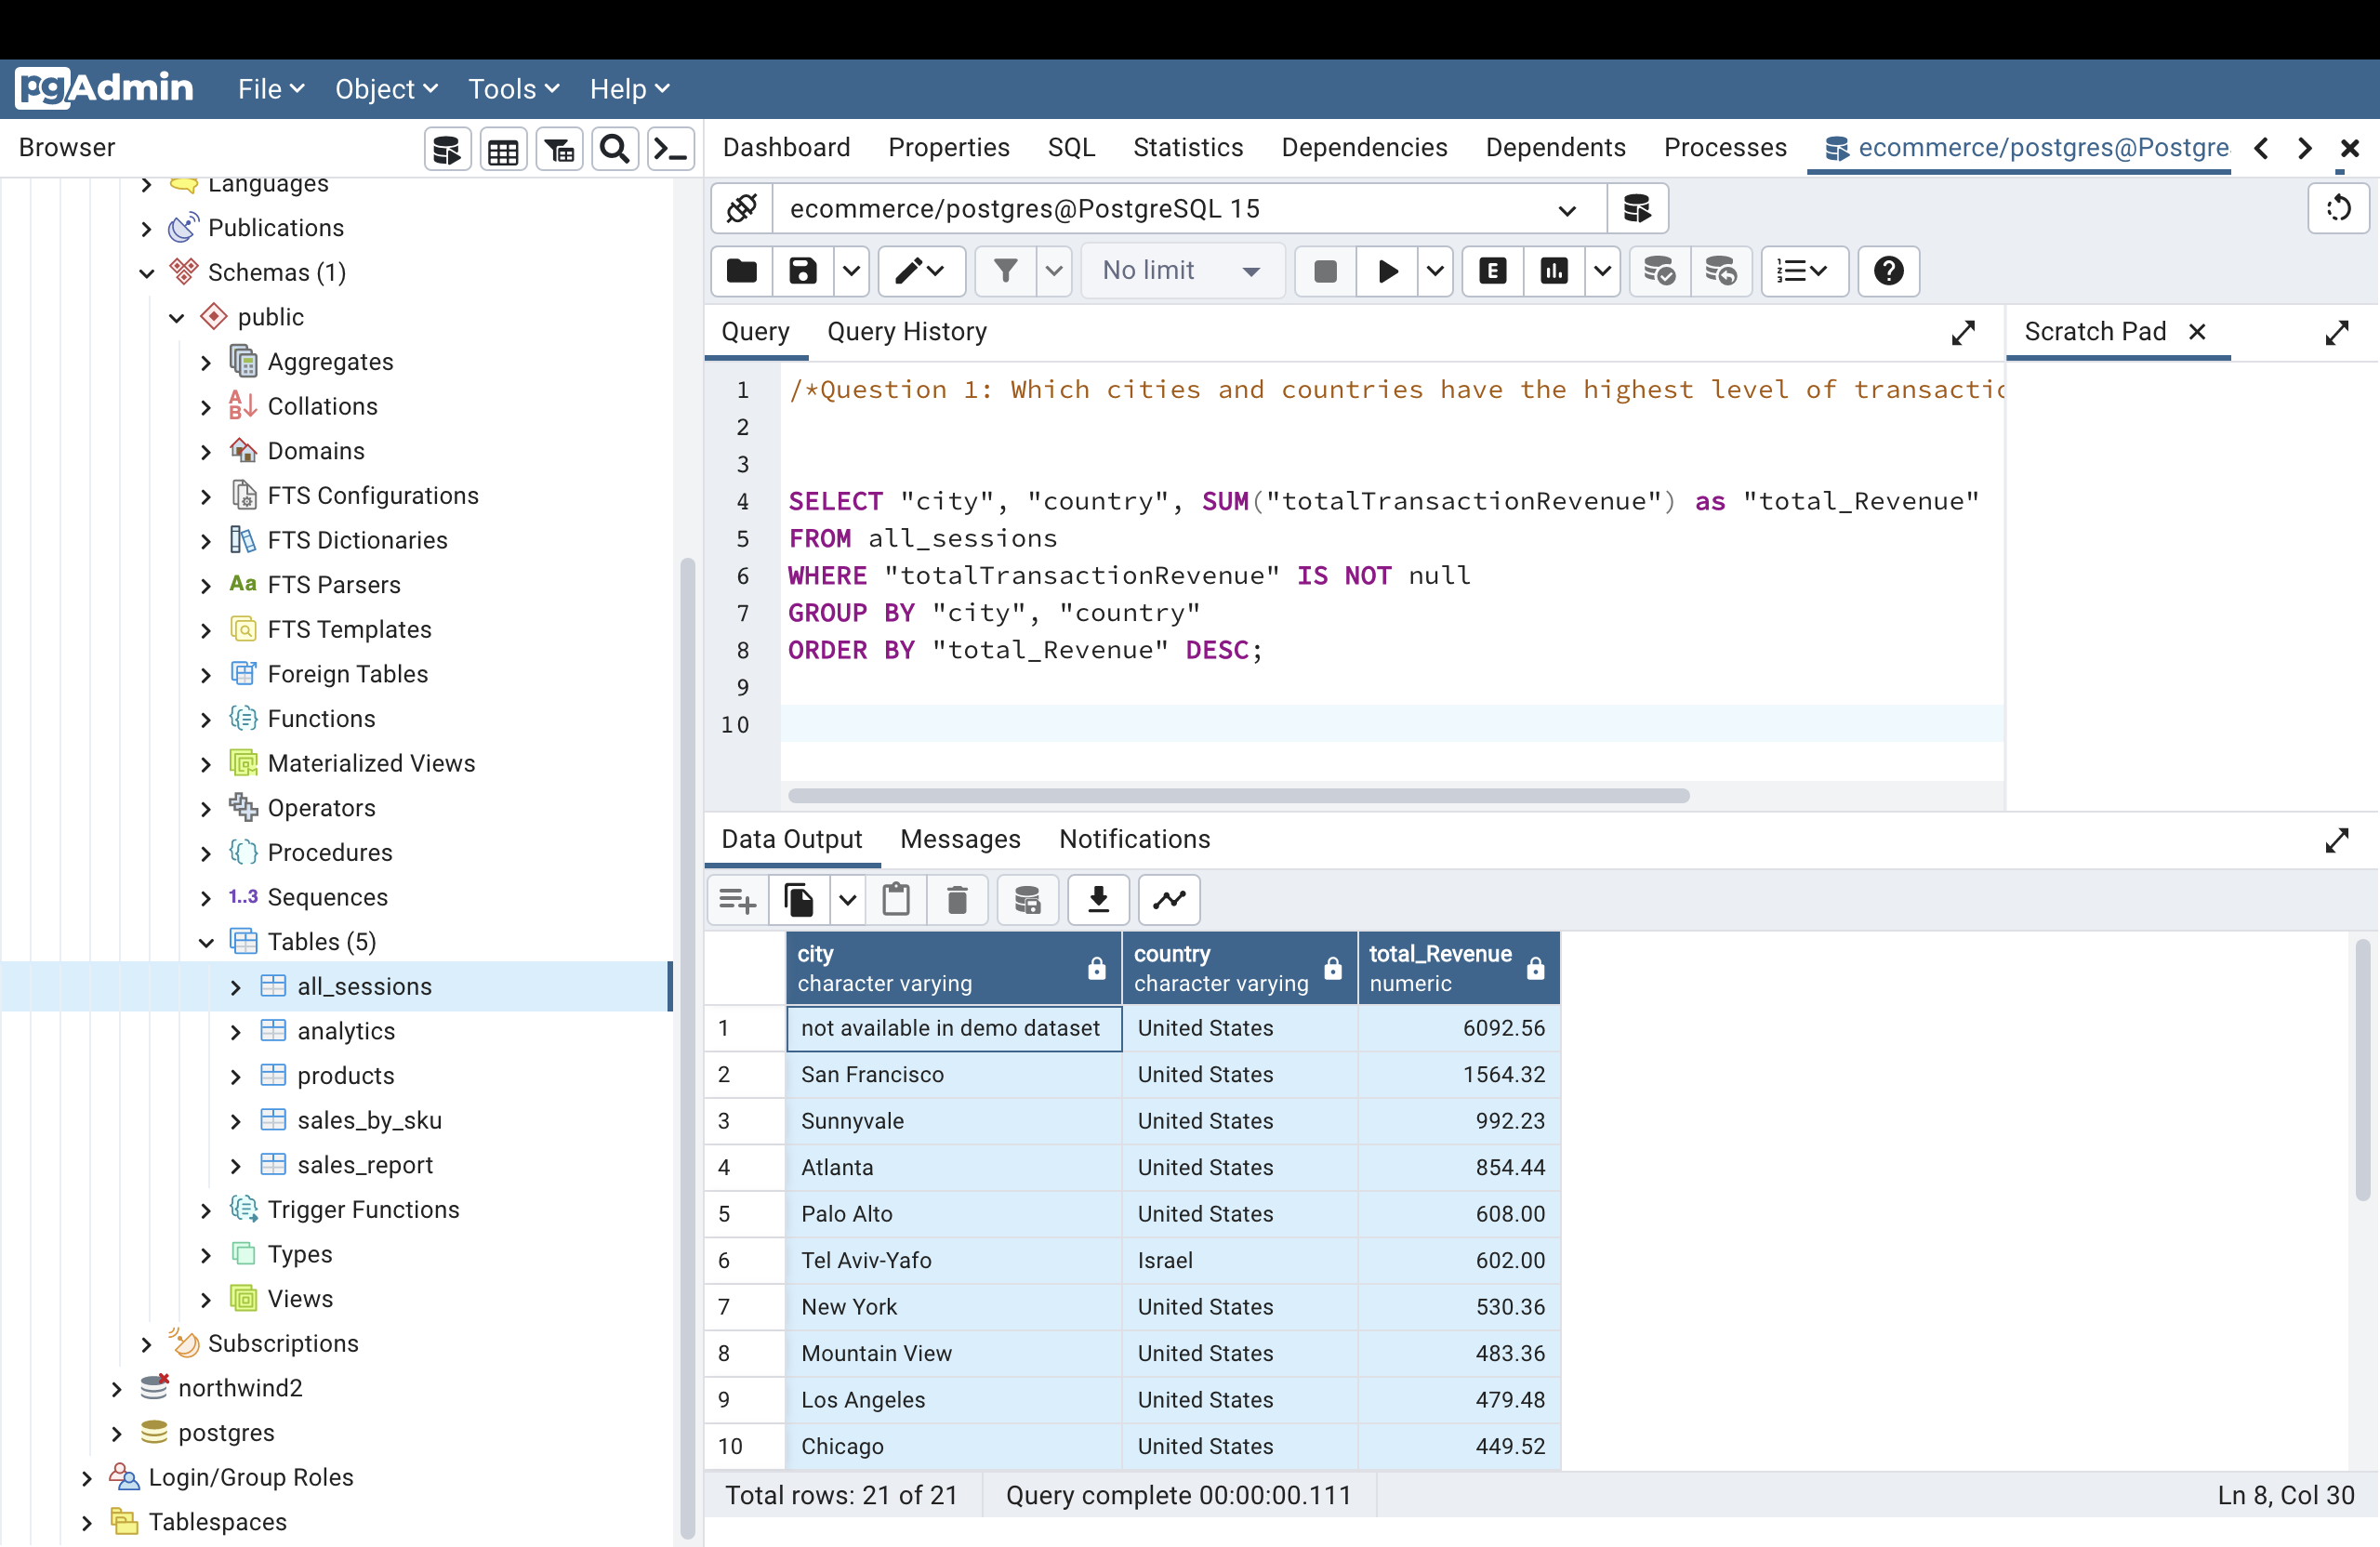 pgAdmin File Object Tools Help
Browser
Dashboard Properties SQL Statistics Dependencies Dependents Processes ecommerce/postgres@Postgre
Languages
Publications
Schemas (1)
public
Aggregates
Collations
Domains
FTS Configurations
FTS Dictionaries
Aa FTS Parsers
FTS Templates
Foreign Tables
Functions
Materialized Views
Operators
Procedures
1..3 Sequences
Tables (5)
all_sessions
analytics
products
sales_by_sku
sales_report
Trigger Functions
Types
Views
Subscriptions
northwind2
postgres
Login/Group Roles
Tablespaces
ecommerce/postgres@PostgreSQL 15
No limit
E
Query Query History
Scratch Pad
1 /*Question 1: Which cities and countries have the highest level of transactio
2
3
4 SELECT "city", "country", SUM("totalTransactionRevenue") as "total_Revenue"
5 FROM all_sessions
6 WHERE "totalTransactionRevenue" IS NOT null
7 GROUP BY "city", "country"
8 ORDER BY "total_Revenue" DESC;
9
10
Data Output Messages Notifications
city country total_Revenue
character varying character varying numeric
1 not available in demo dataset United States 6092.56
2 San Francisco United States 1564.32
3 Sunnyvale United States 992.23
4 Atlanta United States 854.44
5 Palo Alto United States 608.00
6 Tel Aviv-Yafo Israel 602.00
7 New York United States 530.36
8 Mountain View United States 483.36
9 Los Angeles United States 479.48
10 Chicago United States 449.52
Total rows: 21 of 21 Query complete 00:00:00.111 Ln 8, Col 30